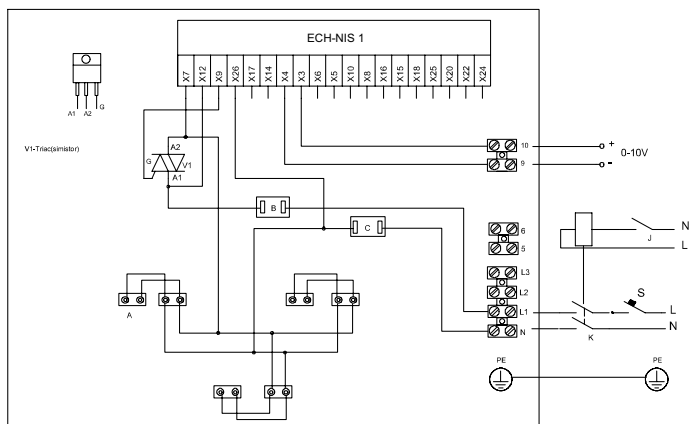 ECH-NIS 1
X7 X12 X9 X26 X17 X14 X4 X3 X6 X5 X10 X8 X16 X15 X18 X25 X20 X22 X24
A1 A2 G
V1-Triac(simistor)
A2
G
V1
A1
10
+
0-10V
9
-
B
C
6
5
J
N
L
L3
L2
L1
S
L
N
K
N
A
PE
PE